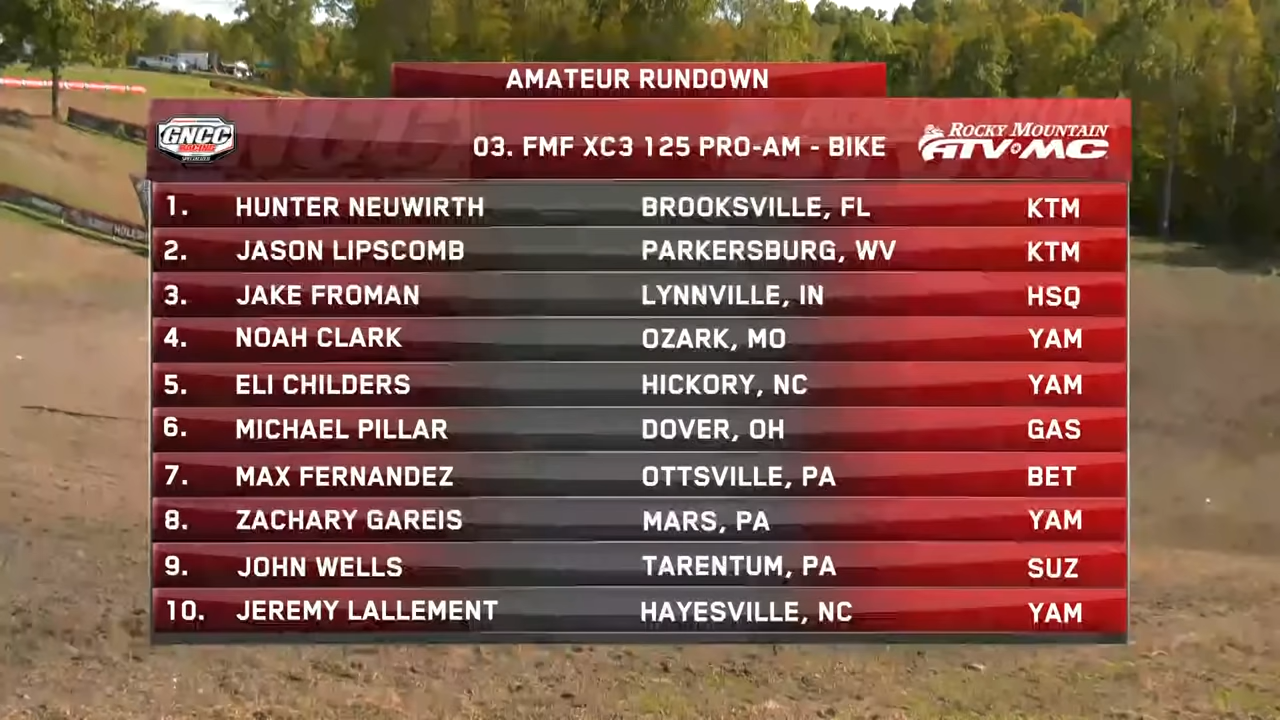 AMATEUR RUNDOWN
GNCC RACING 03. FMF XC3 125 PRO-AM - BIKE ROCKY MOUNTAIN ATV MC
1. HUNTER NEUWIRTH BROOKSVILLE, FL KTM
2. JASON LIPSCOMB PARKERSBURG, WV KTM
3. JAKE FROMAN LYNNVILLE, IN HSQ
4. NOAH CLARK OZARK, MO YAM
5. ELI CHILDERS HICKORY, NC YAM
6. MICHAEL PILLAR DOVER, OH GAS
7. MAX FERNANDEZ OTTSVILLE, PA BET
8. ZACHARY GAREIS MARS, PA YAM
9. JOHN WELLS TARENTUM, PA SUZ
10. JEREMY LALLEMENT HAYESVILLE, NC YAM